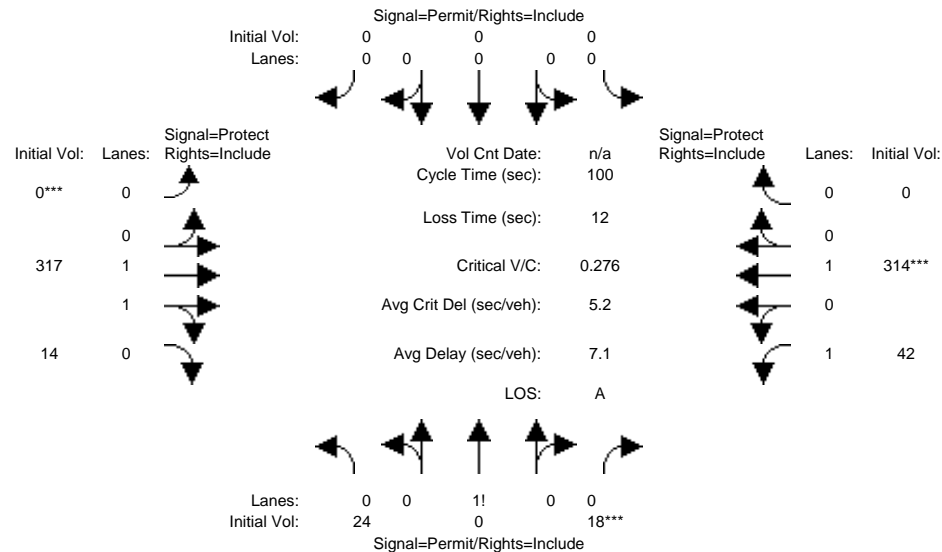 Signal=Permit/Rights=Include
Initial Vol: 0 0 0
Lanes: 0 0 0 0 0
Signal=Protect Signal=Protect
Initial Vol: Lanes: Rights=Include Vol Cnt Date: n/a Rights=Include Lanes: Initial Vol:
Cycle Time (sec): 100
0*** 0 0 0
Loss Time (sec): 12
0 0
317 1 Critical V/C: 0.276 1 314***
1 Avg Crit Del (sec/veh): 5.2 0
14 0 Avg Delay (sec/veh): 7.1 1 42
LOS: A
Lanes: 0 0 1! 0 0
Initial Vol: 24 0 18***
Signal=Permit/Rights=Include